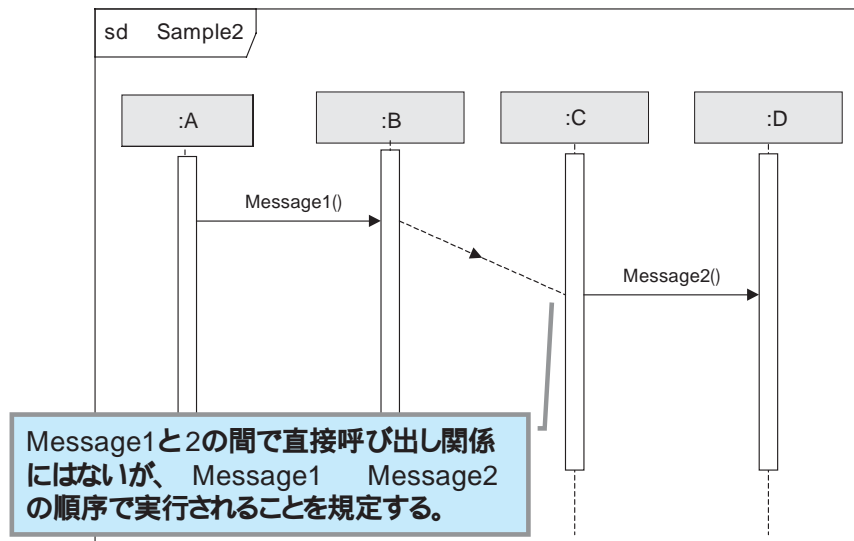 sd Sample2
:A
:B
:C
:D
Message1()
Message2()
Message1と2の間で直接呼び出し関係
にはないが、 Message1 Message2
の順序で実行されることを規定する。